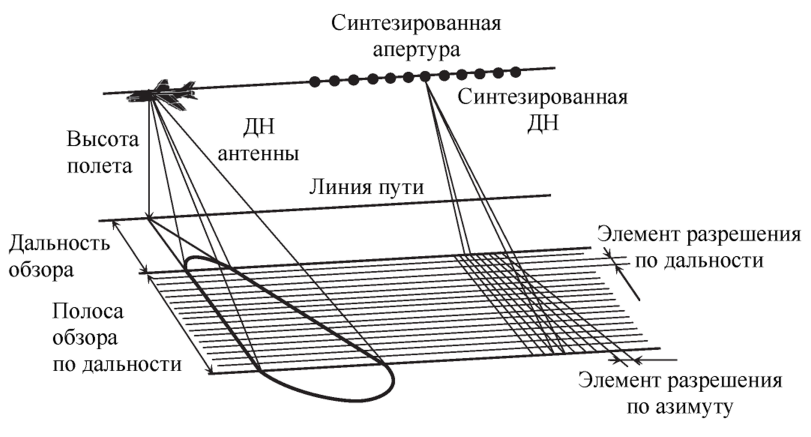 Синтезированная
апертура
Синтезированная
ДН
ДН
антенны
Высота
полета
Линия пути
Дальность
обзора
Элемент разрешения
по дальности
Полоса
обзора
по дальности
Элемент разрешения
по азимуту